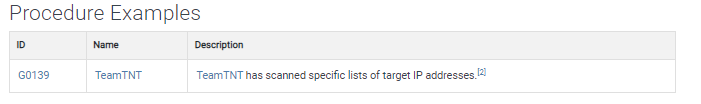 Procedure Examples
ID Name Description
G0139 TeamTNT TeamTNT has scanned specific lists of target IP addresses.[2]